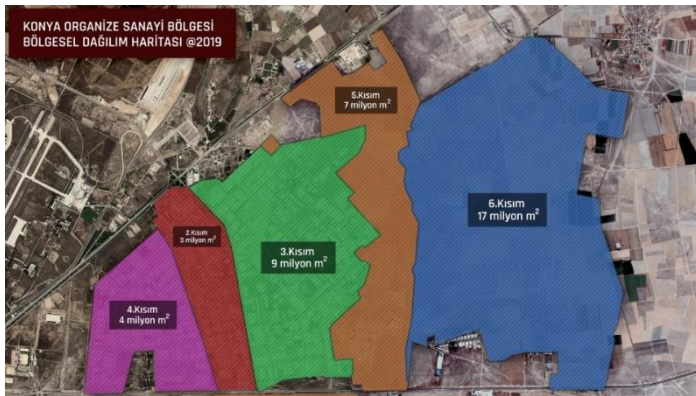 KONYA ORGANİZE SANAYİ BÖLGESİ
BÖLGESEL DAĞILIM HARİTASI @2019
5.Kısım
7 milyon m²
6.Kısım
17 milyon m²
2.Kısım
3 milyon m²
3.Kısım
9 milyon m²
4.Kısım
4 milyon m²